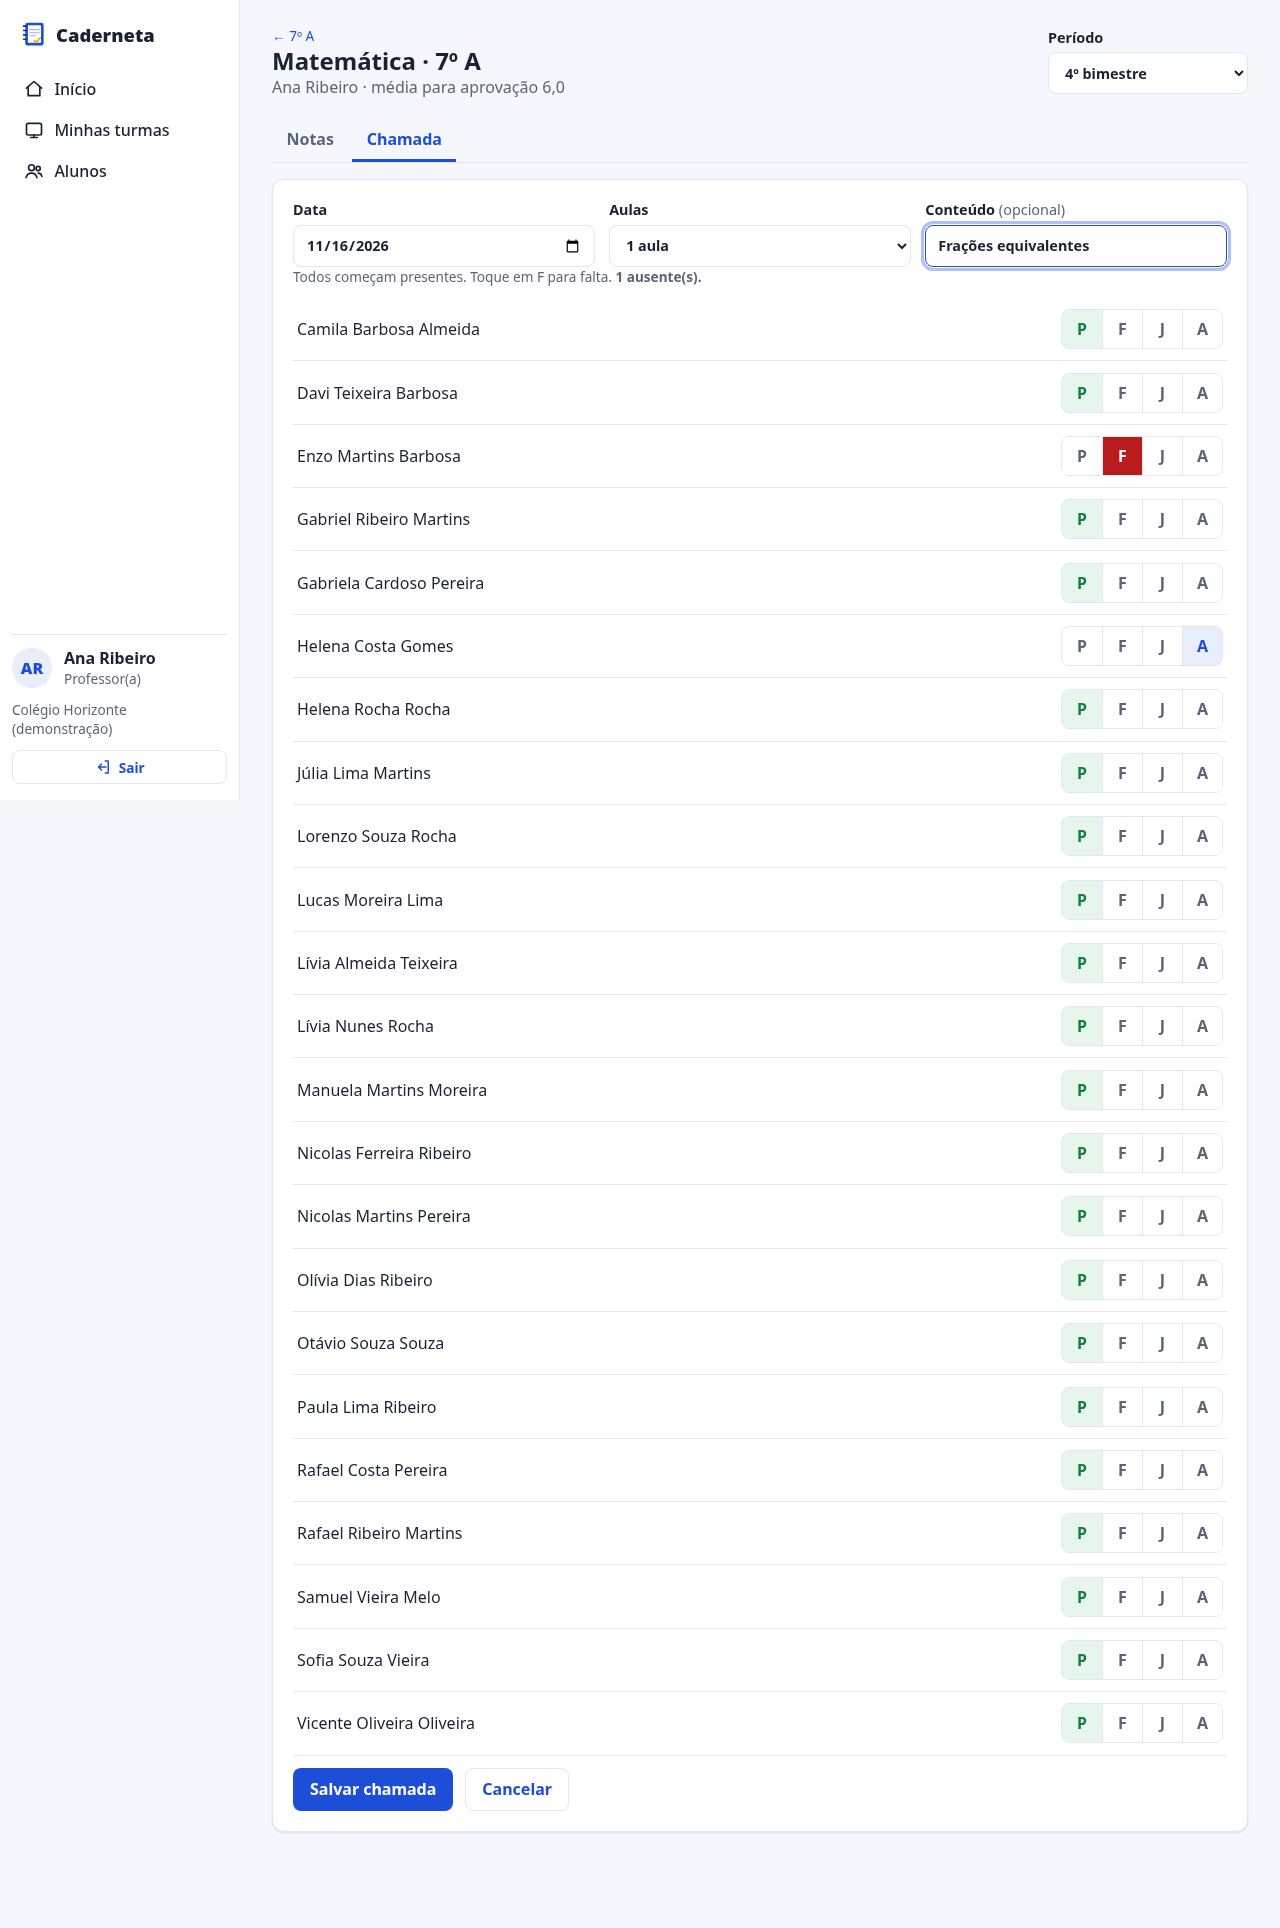 Caderneta
Início
Minhas turmas
Alunos
AR
Ana Ribeiro
Professor(a)
Colégio Horizonte
(demonstração)
Sair
← 7º A
Matemática · 7º A
Ana Ribeiro · média para aprovação 6,0
Período
4º bimestre
Notas Chamada
Data Aulas Conteúdo (opcional)
11/16/2026 1 aula Frações equivalentes
Todos começam presentes. Toque em F para falta. 1 ausente(s).
Camila Barbosa Almeida P F J A
Davi Teixeira Barbosa P F J A
Enzo Martins Barbosa P F J A
Gabriel Ribeiro Martins P F J A
Gabriela Cardoso Pereira P F J A
Helena Costa Gomes P F J A
Helena Rocha Rocha P F J A
Júlia Lima Martins P F J A
Lorenzo Souza Rocha P F J A
Lucas Moreira Lima P F J A
Lívia Almeida Teixeira P F J A
Lívia Nunes Rocha P F J A
Manuela Martins Moreira P F J A
Nicolas Ferreira Ribeiro P F J A
Nicolas Martins Pereira P F J A
Olívia Dias Ribeiro P F J A
Otávio Souza Souza P F J A
Paula Lima Ribeiro P F J A
Rafael Costa Pereira P F J A
Rafael Ribeiro Martins P F J A
Samuel Vieira Melo P F J A
Sofia Souza Vieira P F J A
Vicente Oliveira Oliveira P F J A
Salvar chamada Cancelar